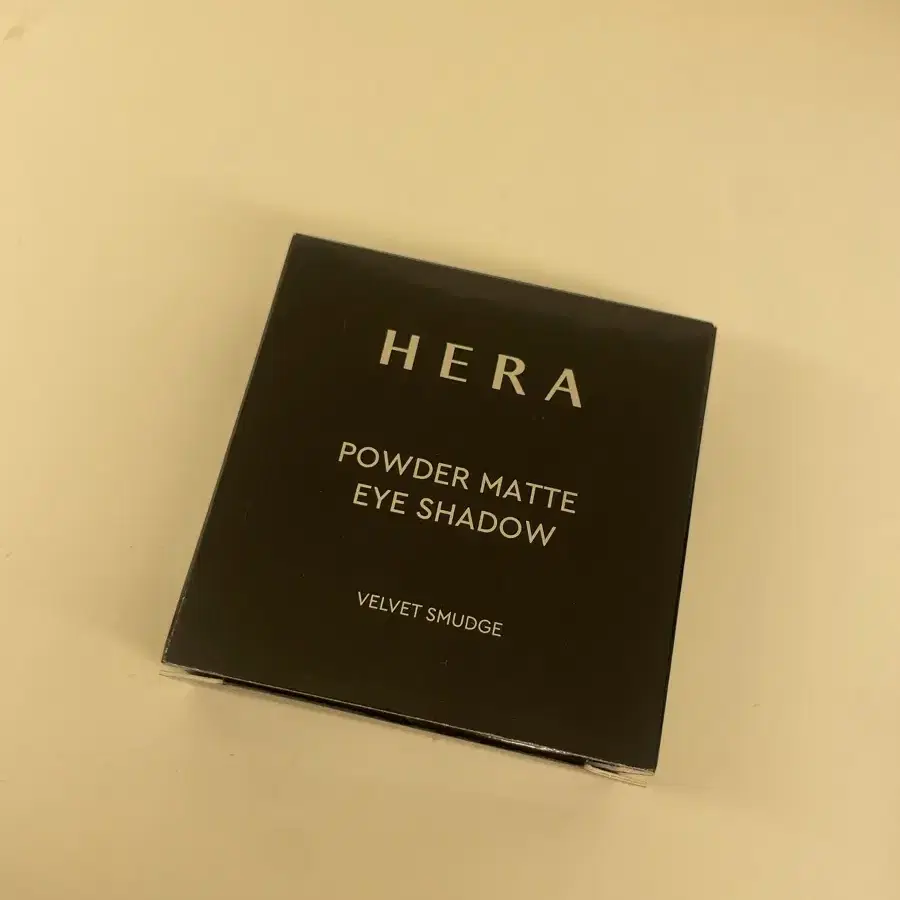 HERA
POWDER MATTE
EYE SHADOW
VELVET SMUDGE